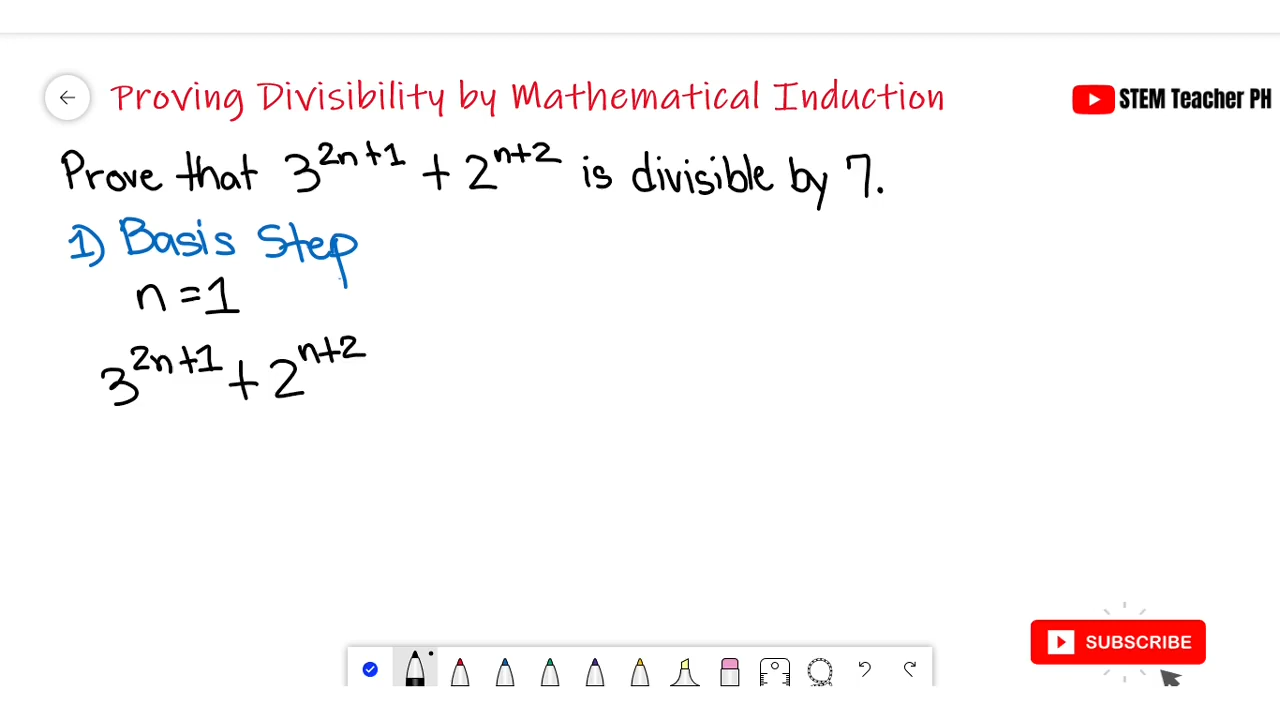 Proving Divisibility by Mathematical Induction
STEM Teacher PH
Prove that 3^(2n+1) + 2^(n+2) is divisible by 7.
1) Basis Step
n = 1
3^(2n+1) + 2^(n+2)
SUBSCRIBE